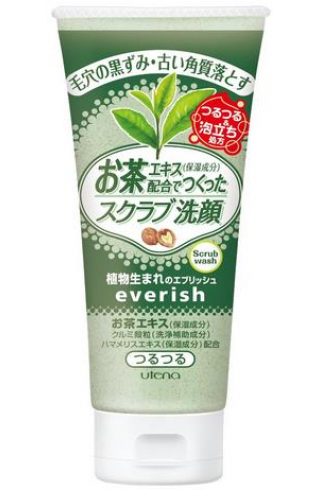 毛穴の黒ずみ・古い角質落とす
つるつる
&
泡立ち
処方
お茶エキス(保湿成分)
配合でつくった
スクラブ洗顔
Scrub
wash
植物生まれのエブリッシュ
everish
お茶エキス(保湿成分)
クルミ殻粒(洗浄補助成分)
ハマメリスエキス(保湿成分)配合
つるつる
utena